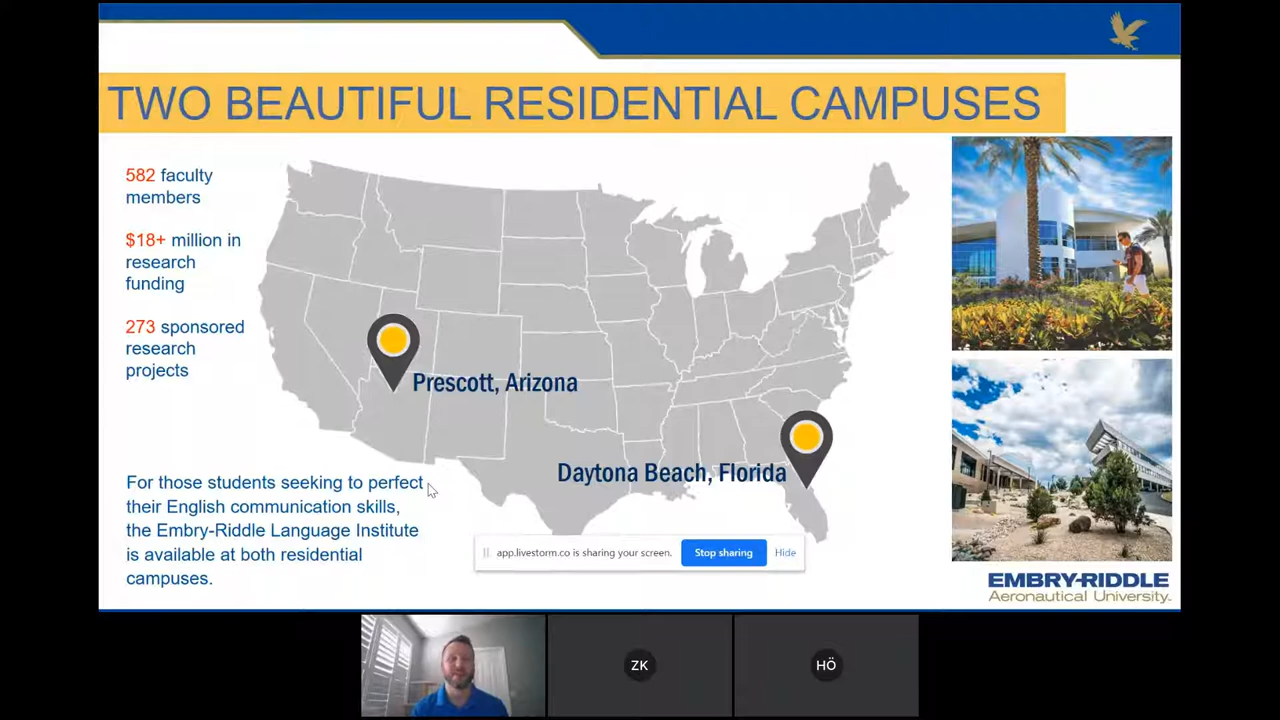 TWO BEAUTIFUL RESIDENTIAL CAMPUSES
582 faculty
members
$18+ million in
research
funding
273 sponsored
research
projects
Prescott, Arizona
Daytona Beach, Florida
For those students seeking to perfect
their English communication skills,
the Embry-Riddle Language Institute
is available at both residential
campuses.
app.livestorm.co is sharing your screen.
Stop sharing
Hide
EMBRY-RIDDLE
Aeronautical University.
ZK
HÖ